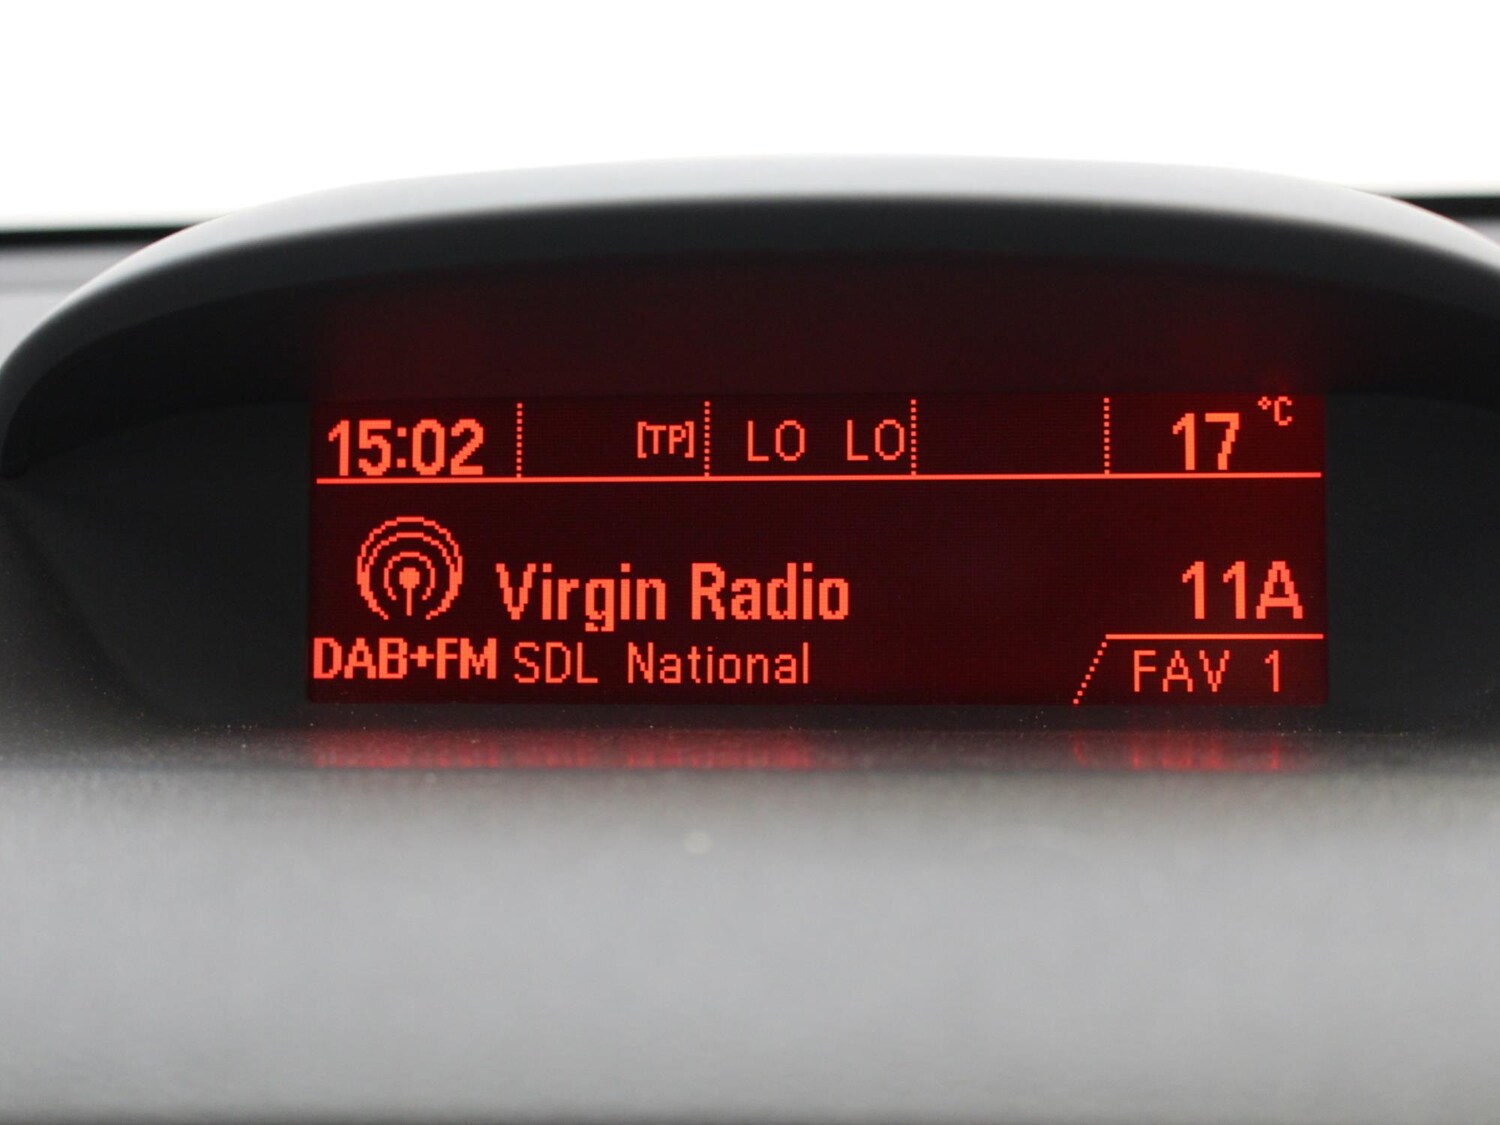 15:02 [TP] LO LO 17 °C
Virgin Radio 11A
DAB+FM SDL National FAV 1